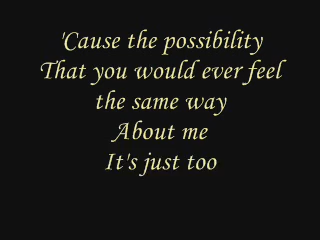 'Cause the possibility
That you would ever feel
the same way
About me
It's just too